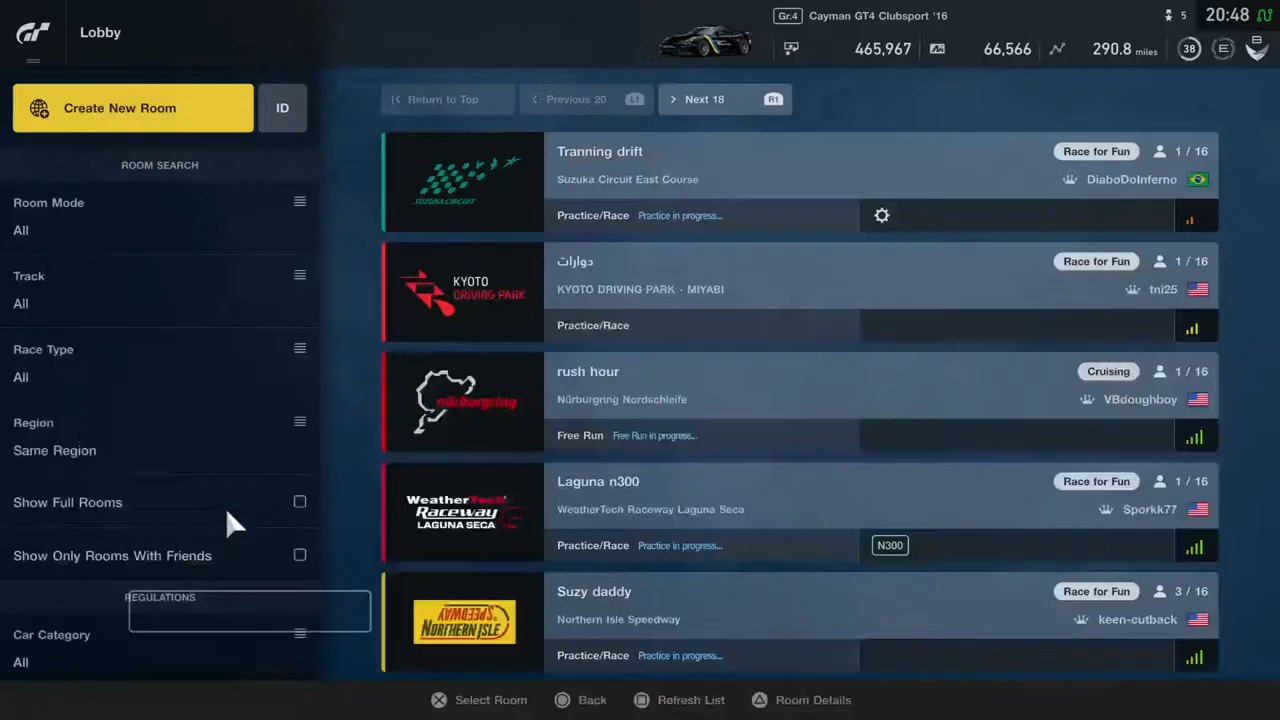 Lobby
Gr.4 Cayman GT4 Clubsport '16
5
20:48
465,967
66,566
290.8 miles
38
E
B
Create New Room
ID
ROOM SEARCH
Room Mode
All
Track
All
Race Type
All
Region
Same Region
Show Full Rooms
Show Only Rooms With Friends
REGULATIONS
Car Category
All
Return to Top
Previous 20 L1
Next 18 R1
SUZUKA CIRCUIT
Tranning drift
Race for Fun
1 / 16
Suzuka Circuit East Course
DiaboDoInferno
Practice/Race Practice in progress...
KYOTO
DRIVING PARK
دوارات
Race for Fun
1 / 16
KYOTO DRIVING PARK - MIYABI
tni25
Practice/Race
nürburgring
rush hour
Cruising
1 / 16
Nürburgring Nordschleife
VBdoughboy
Free Run Free Run in progress...
WeatherTech
Raceway
LAGUNA SECA
Laguna n300
Race for Fun
1 / 16
WeatherTech Raceway Laguna Seca
Sporkk77
Practice/Race Practice in progress...
N300
NORTHERN ISLE
SPEEDWAY
Suzy daddy
Race for Fun
3 / 16
Northern Isle Speedway
keen-cutback
Practice/Race Practice in progress...
Select Room
Back
Refresh List
Room Details